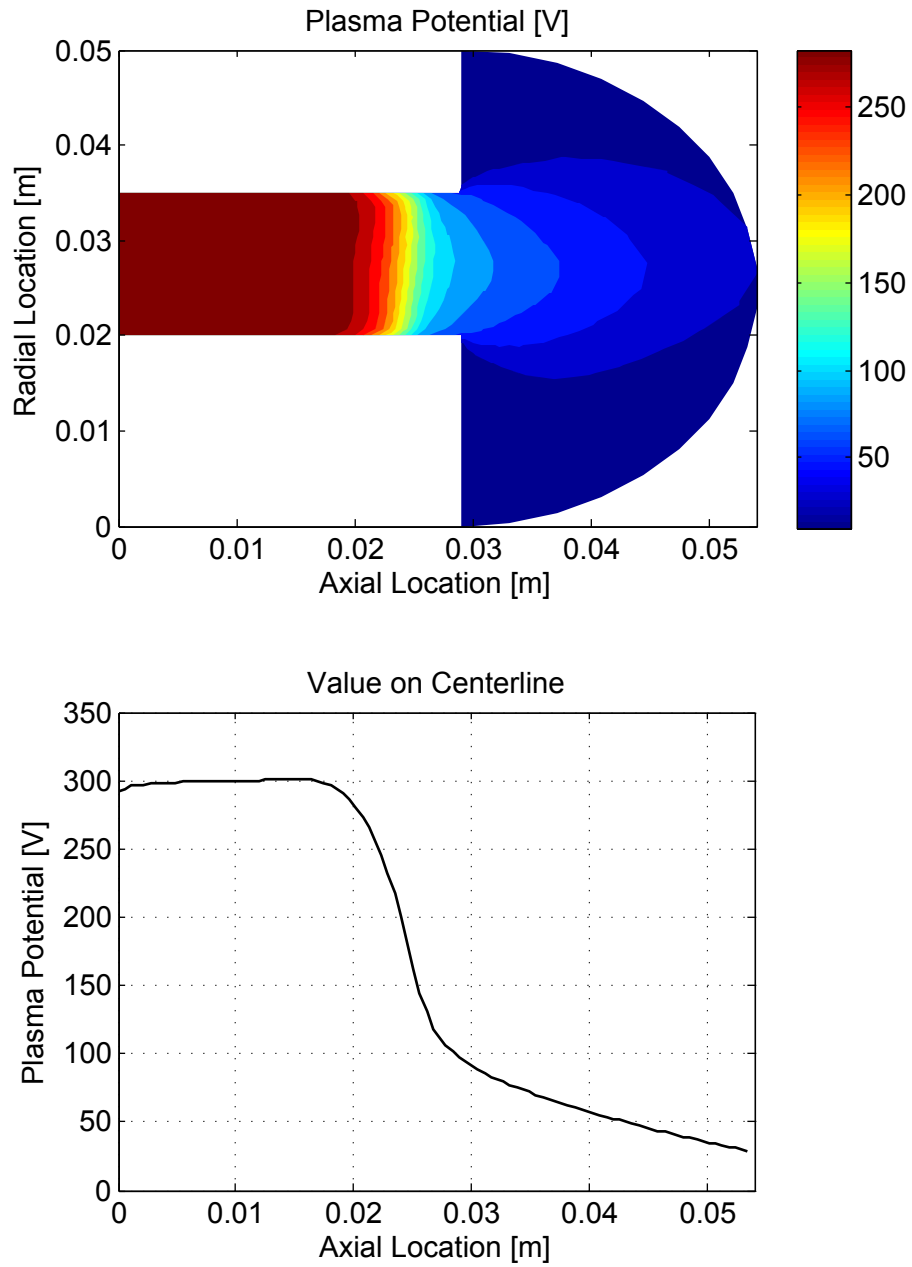 Plasma Potential [V]
0.05
0.04
0.03
0.02
0.01
0
Radial Location [m]
0 0.01 0.02 0.03 0.04 0.05
Axial Location [m]
250
200
150
100
50
Value on Centerline
350
300
250
200
150
100
50
0
Plasma Potential [V]
0 0.01 0.02 0.03 0.04 0.05
Axial Location [m]